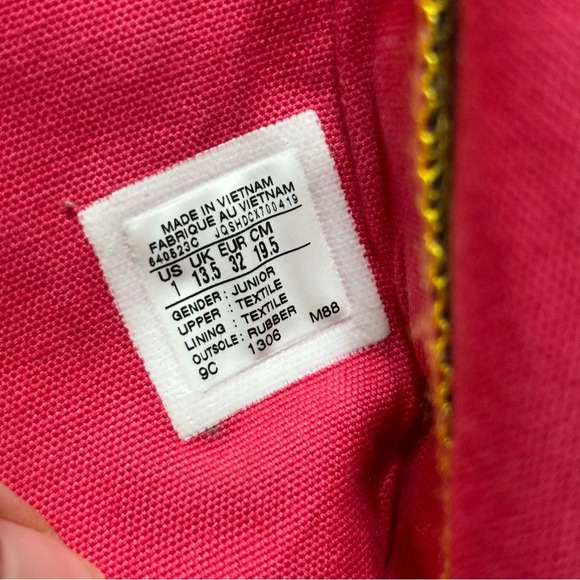 MADE IN VIETNAM
FABRIQUE AU VIETNAM
640523C JQSHDCX700419
US UK EUR CM
1 13.5 32 19.5
GENDER : JUNIOR
UPPER : TEXTILE
LINING : TEXTILE
OUTSOLE : RUBBER
9C 1306 M88